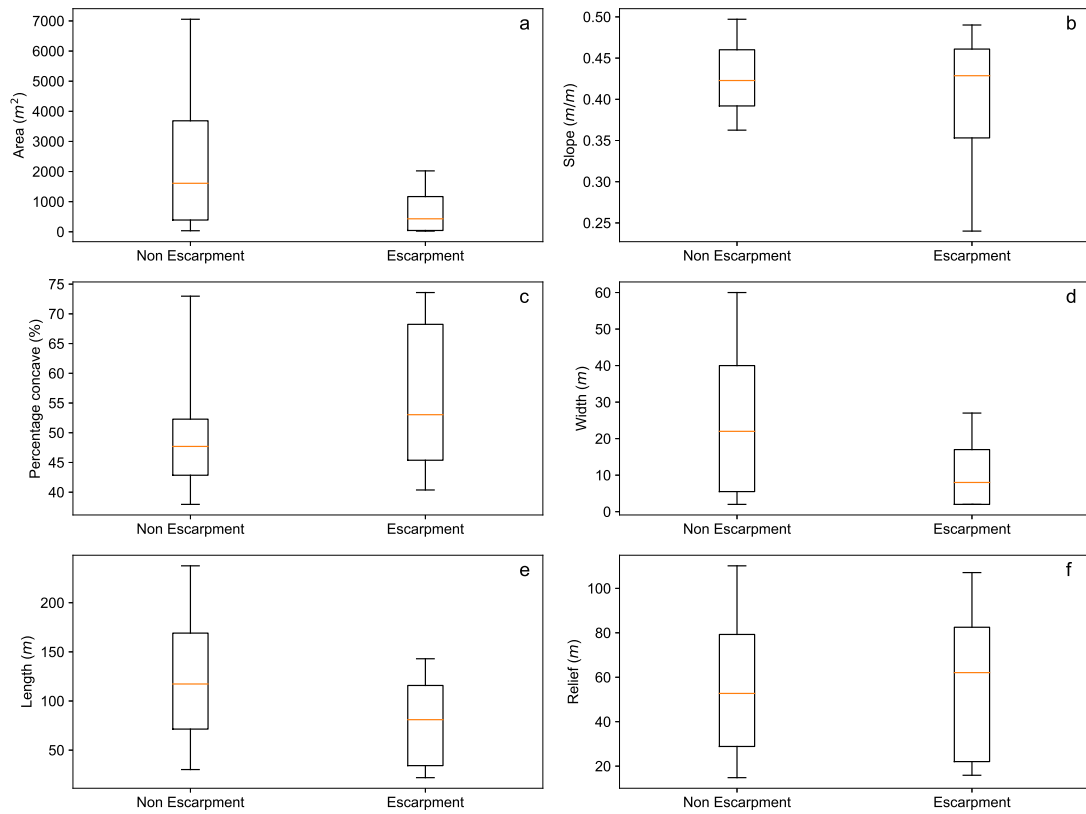 a
7000
6000
5000
4000
3000
2000
1000
0
Area (m²)
Non Escarpment Escarpment
b
0.50
0.45
0.40
0.35
0.30
0.25
Slope (m/m)
Non Escarpment Escarpment
c
75
70
65
60
55
50
45
40
Percentage concave (%)
Non Escarpment Escarpment
d
60
50
40
30
20
10
0
Width (m)
Non Escarpment Escarpment
e
200
150
100
50
Length (m)
Non Escarpment Escarpment
f
100
80
60
40
20
Relief (m)
Non Escarpment Escarpment